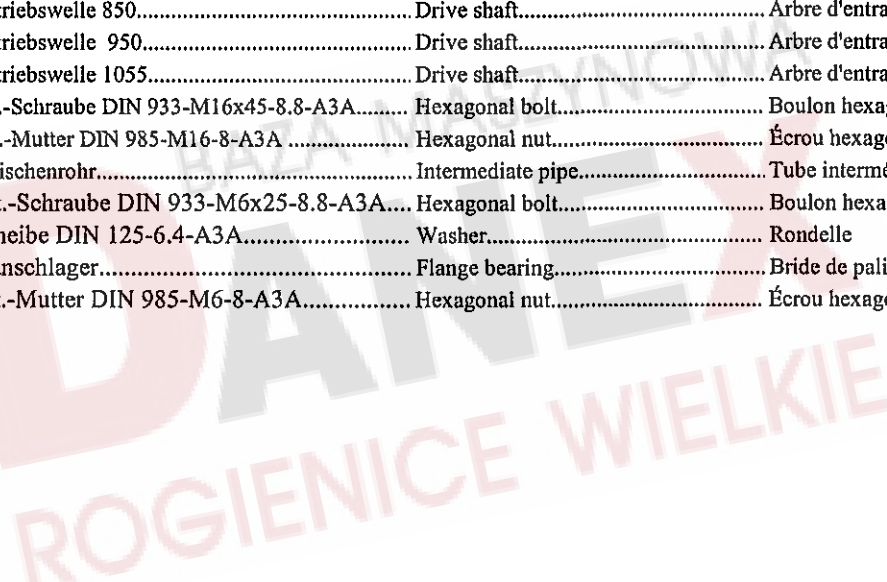 triebswelle 850.......................................... Drive shaft..................................... Arbre d'entra
triebswelle 950.......................................... Drive shaft..................................... Arbre d'entra
triebswelle 1055........................................ Drive shaft..................................... Arbre d'entra
.-Schraube DIN 933-M16x45-8.8-A3A......... Hexagonal bolt............................... Boulon hexag
.-Mutter DIN 985-M16-8-A3A ................... Hexagonal nut................................ Écrou hexago
ischenrohr................................................ Intermediate pipe............................ Tube intermé
t.-Schraube DIN 933-M6x25-8.8-A3A.... Hexagonal bolt............................... Boulon hexa
heibe DIN 125-6.4-A3A.......................... Washer......................................... Rondelle
anschlager................................................ Flange bearing................................ Bride de pali
t.-Mutter DIN 985-M6-8-A3A................. Hexagonal nut................................ Écrou hexago
BAZA MASZYNOWA
DANEX
ROGIENICE WIELKIE